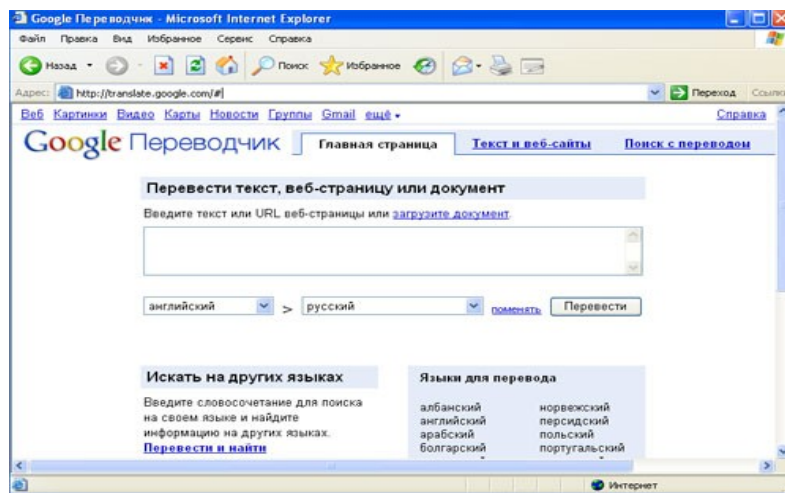 Google Переводчик - Microsoft Internet Explorer
Файл Правка Вид Избранное Сервис Справка
Назад Поиск Избранное
Адрес: http://translate.google.com/# Переход
Веб Картинки Видео Карты Новости Группы Gmail ещё Справка
Google Переводчик Главная страница Текст и веб-сайты Поиск с переводом
Перевести текст, веб-страницу или документ
Введите текст или URL веб-страницы или загрузите документ.
английский > русский поменять Перевести
Искать на других языках
Введите словосочетание для поиска
на своем языке и найдите
информацию на других языках.
Перевести и найти
Языки для перевода
албанский норвежский
английский персидский
арабский польский
болгарский португальский
Интернет